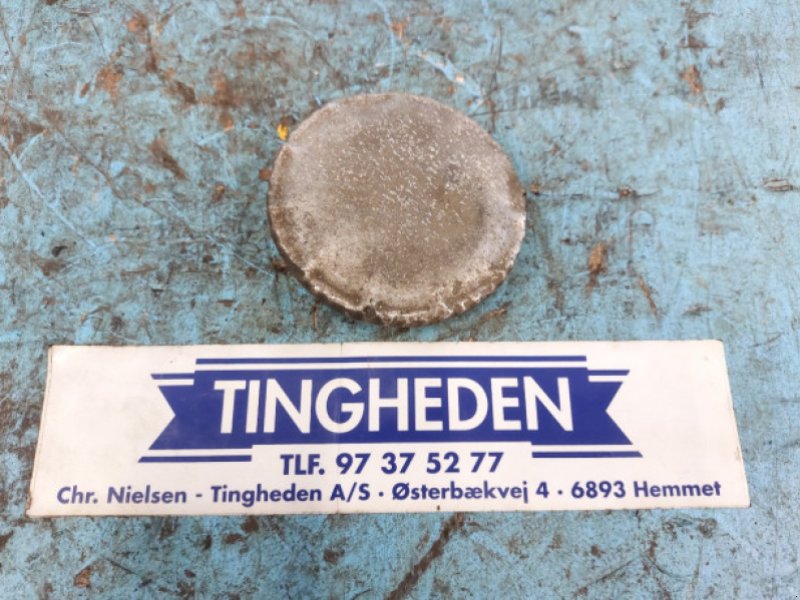 TINGHEDEN
TLF. 97 37 52 77
Chr. Nielsen - Tingheden A/S · Østerbækvej 4 · 6893 Hemmet